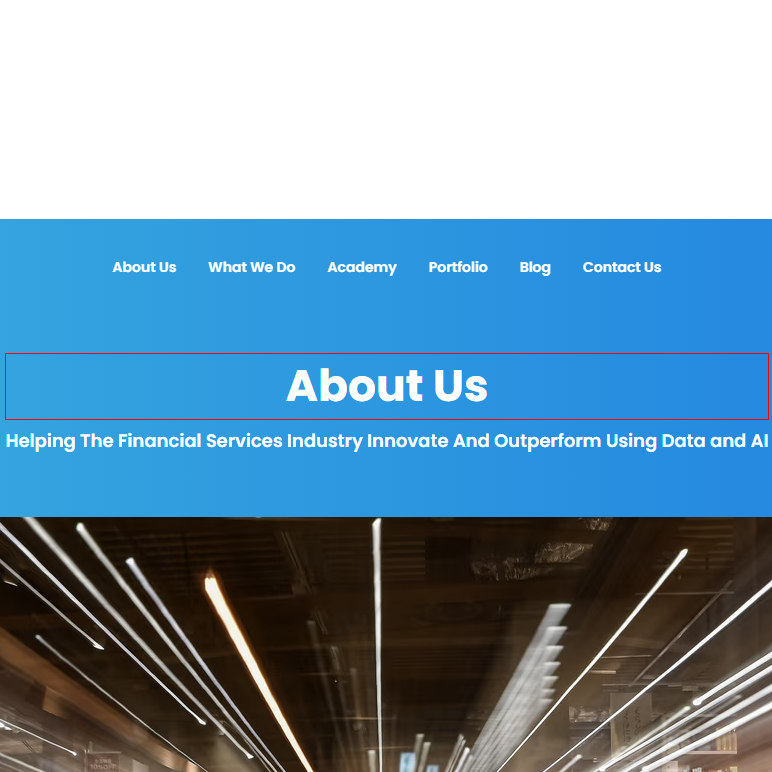 About Us What We Do Academy Portfolio Blog Contact Us
About Us
Helping The Financial Services Industry Innovate And Outperform Using Data and AI